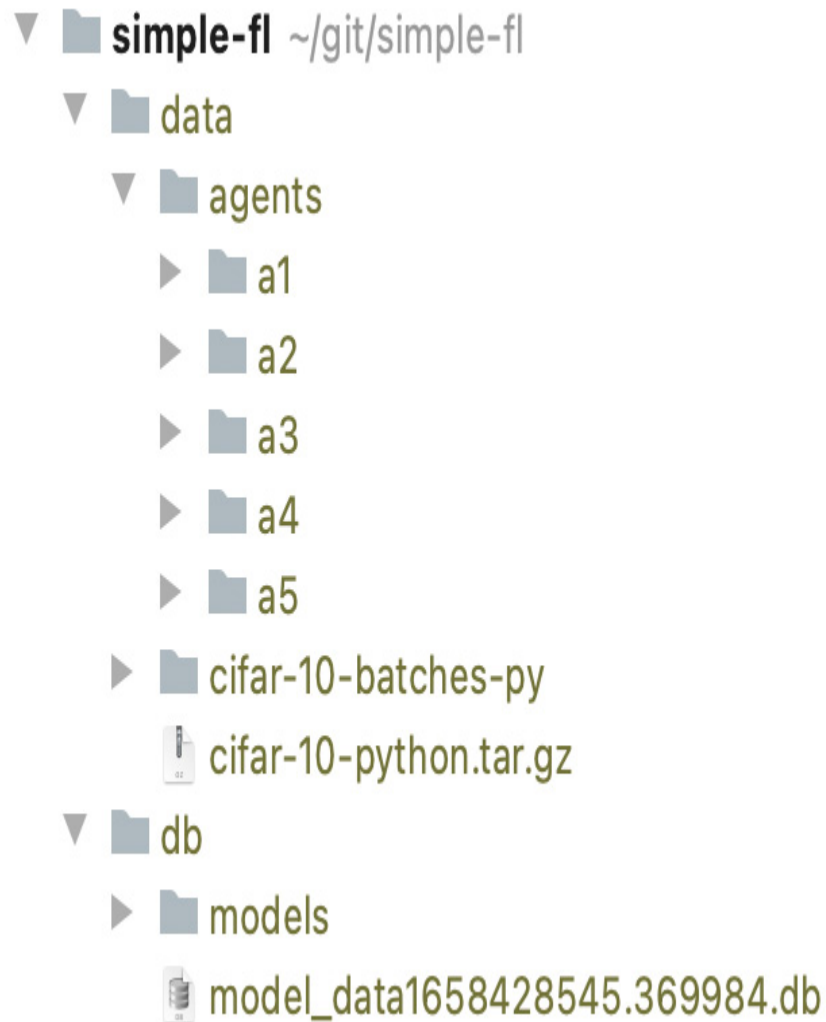 simple-fl ~/git/simple-fl
data
agents
a1
a2
a3
a4
a5
cifar-10-batches-py
cifar-10-python.tar.gz
db
models
model_data1658428545.369984.db